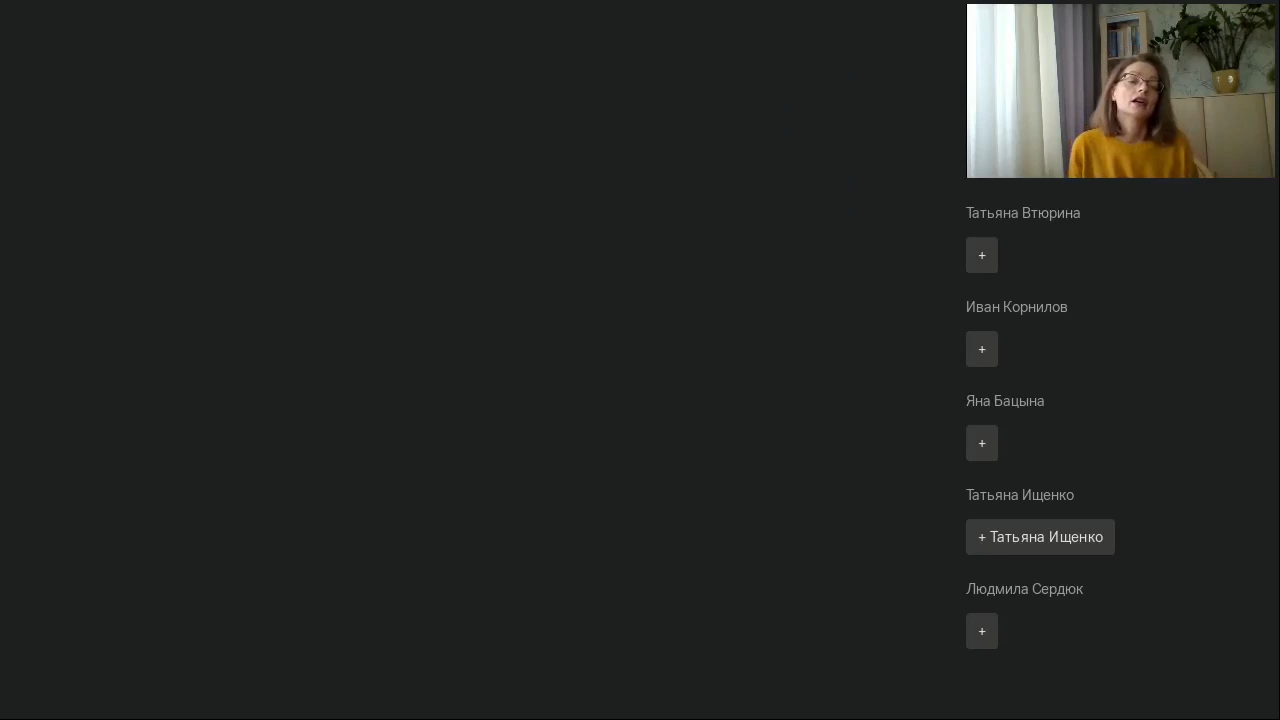 Татьяна Втюрина
+
Иван Корнилов
+
Яна Бацына
+
Татьяна Ищенко
+ Татьяна Ищенко
Людмила Сердюк
+